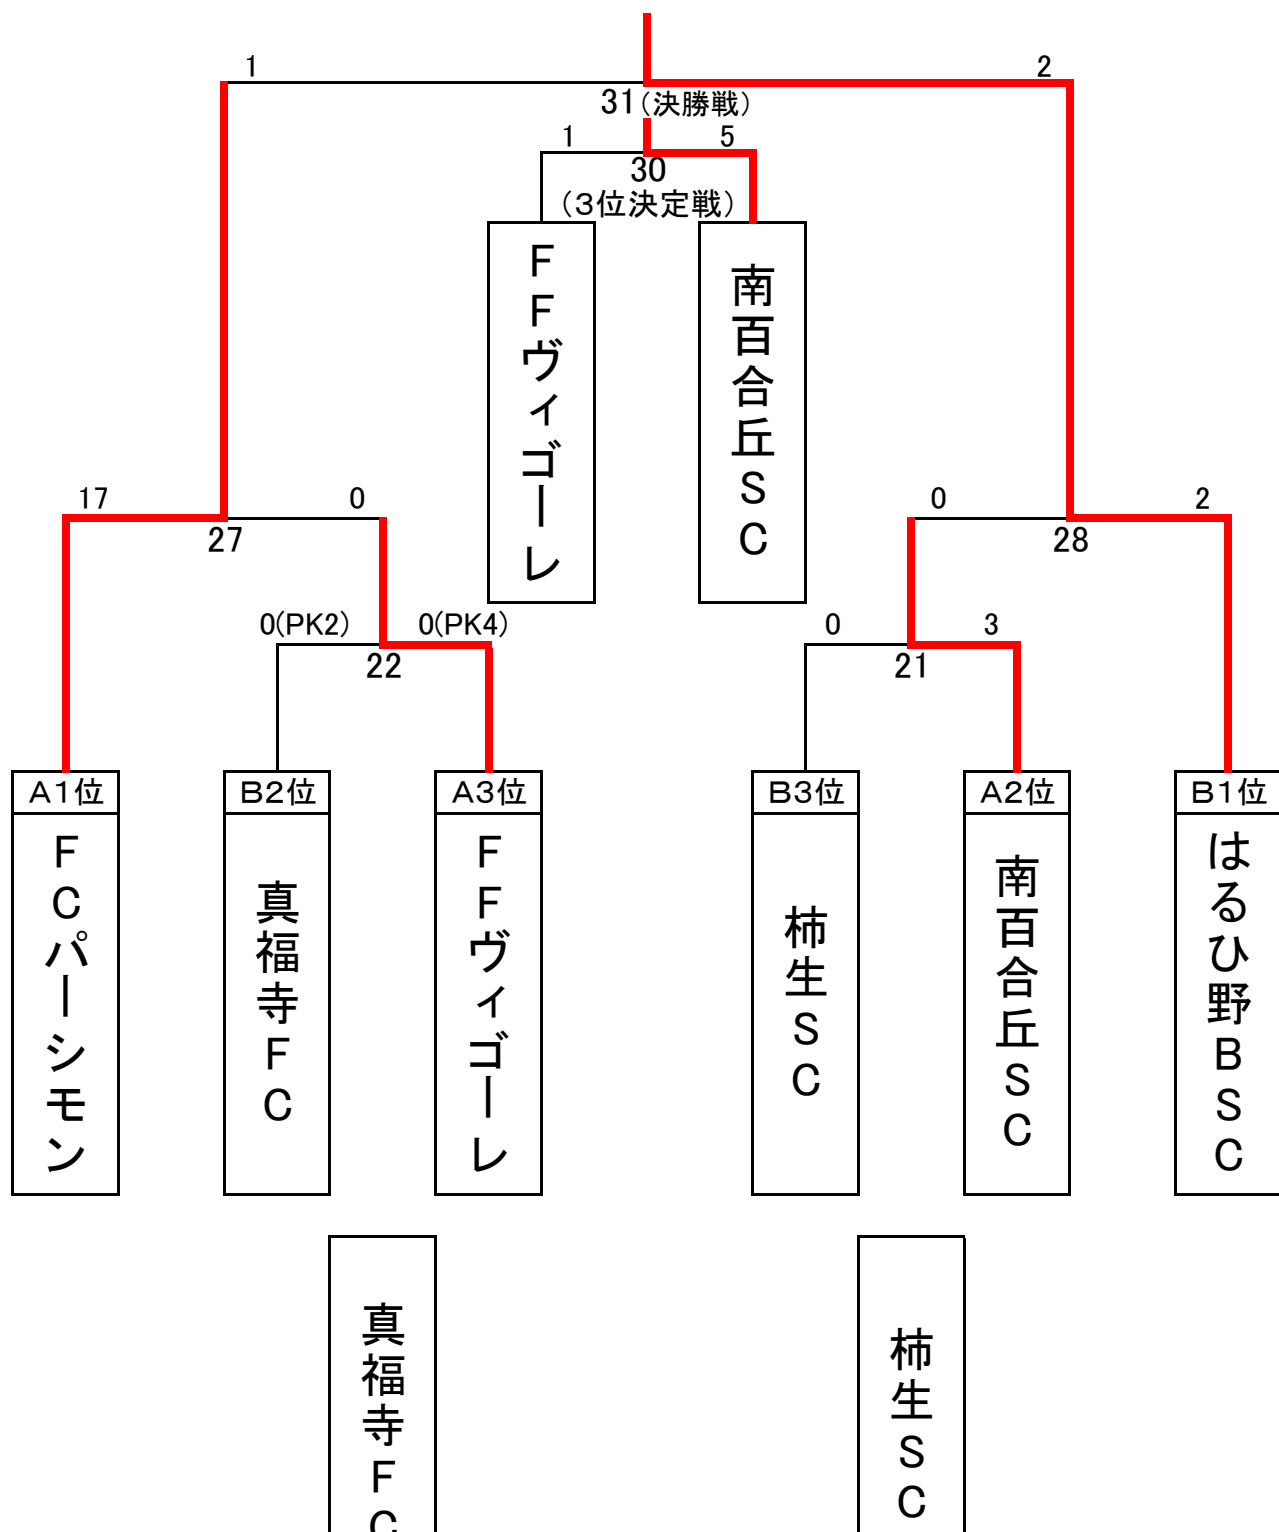 1 2
31(決勝戦)
1 5
30
(3位決定戦)
FFヴィゴーレ
南百合丘SC
17 0
27
0 2
28
0(PK2) 0(PK4)
22
0 3
21
A1位
B2位
A3位
B3位
A2位
B1位
FCパーシモン
真福寺FC
FFヴィゴーレ
柿生SC
南百合丘SC
はるひ野BSC
真福寺FC
柿生SC